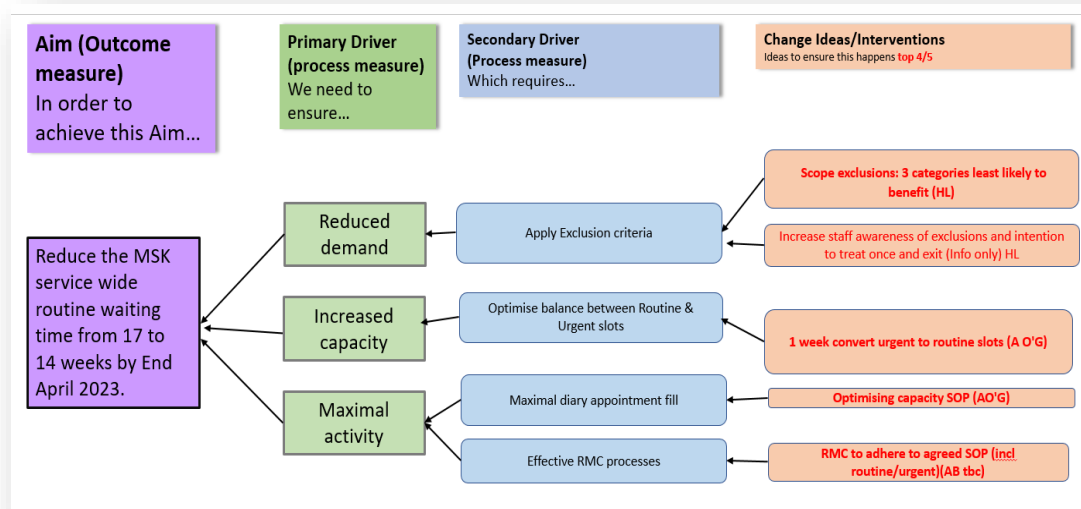 Aim (Outcome
measure)
In order to
achieve this Aim...
Primary Driver
(process measure)
We need to
ensure...
Secondary Driver
(Process measure)
Which requires...
Change Ideas/Interventions
Ideas to ensure this happens top 4/5
Reduce the MSK
service wide
routine waiting
time from 17 to
14 weeks by End
April 2023.
Reduced
demand
Increased
capacity
Maximal
activity
Apply Exclusion criteria
Optimise balance between Routine &
Urgent slots
Maximal diary appointment fill
Effective RMC processes
Scope exclusions: 3 categories least likely to
benefit (HL)
Increase staff awareness of exclusions and intention
to treat once and exit (Info only) HL
1 week convert urgent to routine slots (A O'G)
Optimising capacity SOP (AO'G)
RMC to adhere to agreed SOP (incl
routine/urgent)(AB tbc)